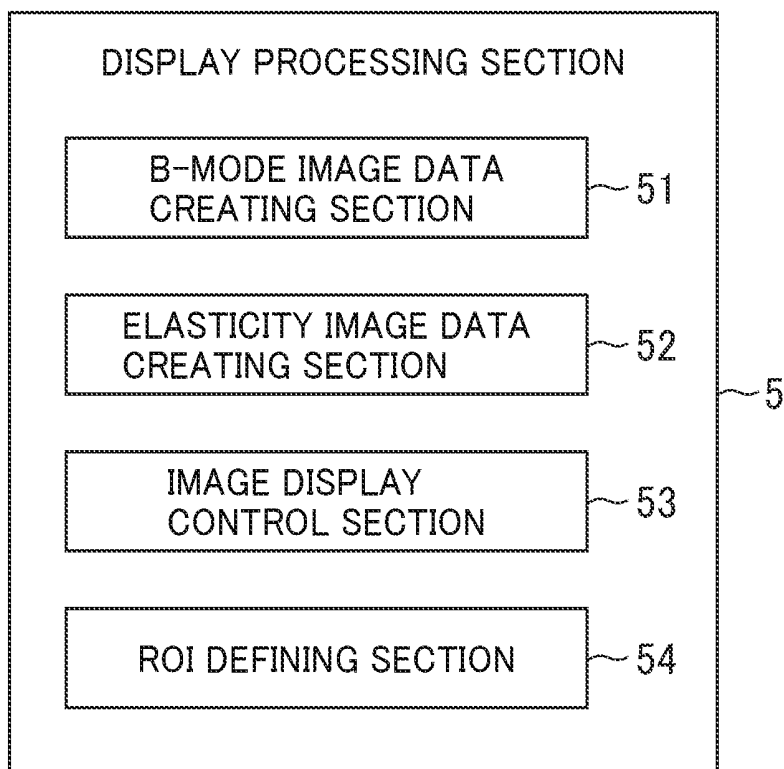 DISPLAY PROCESSING SECTION
B-MODE IMAGE DATA
CREATING SECTION
51
ELASTICITY IMAGE DATA
CREATING SECTION
52
5
IMAGE DISPLAY
CONTROL SECTION
53
ROI DEFINING SECTION
54